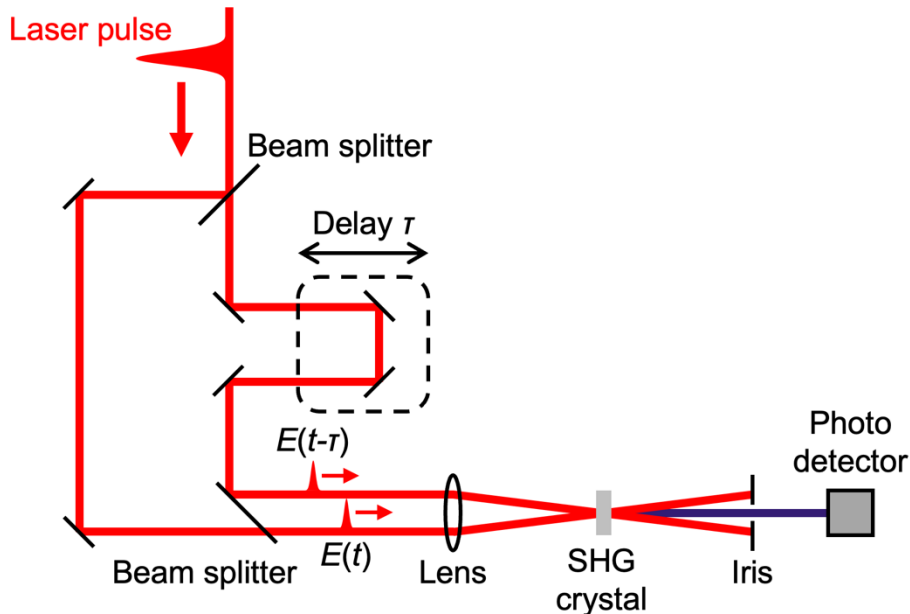 Laser pulse
Beam splitter
Delay τ
E(t-τ)
E(t)
Beam splitter
Lens
SHG
crystal
Iris
Photo
detector